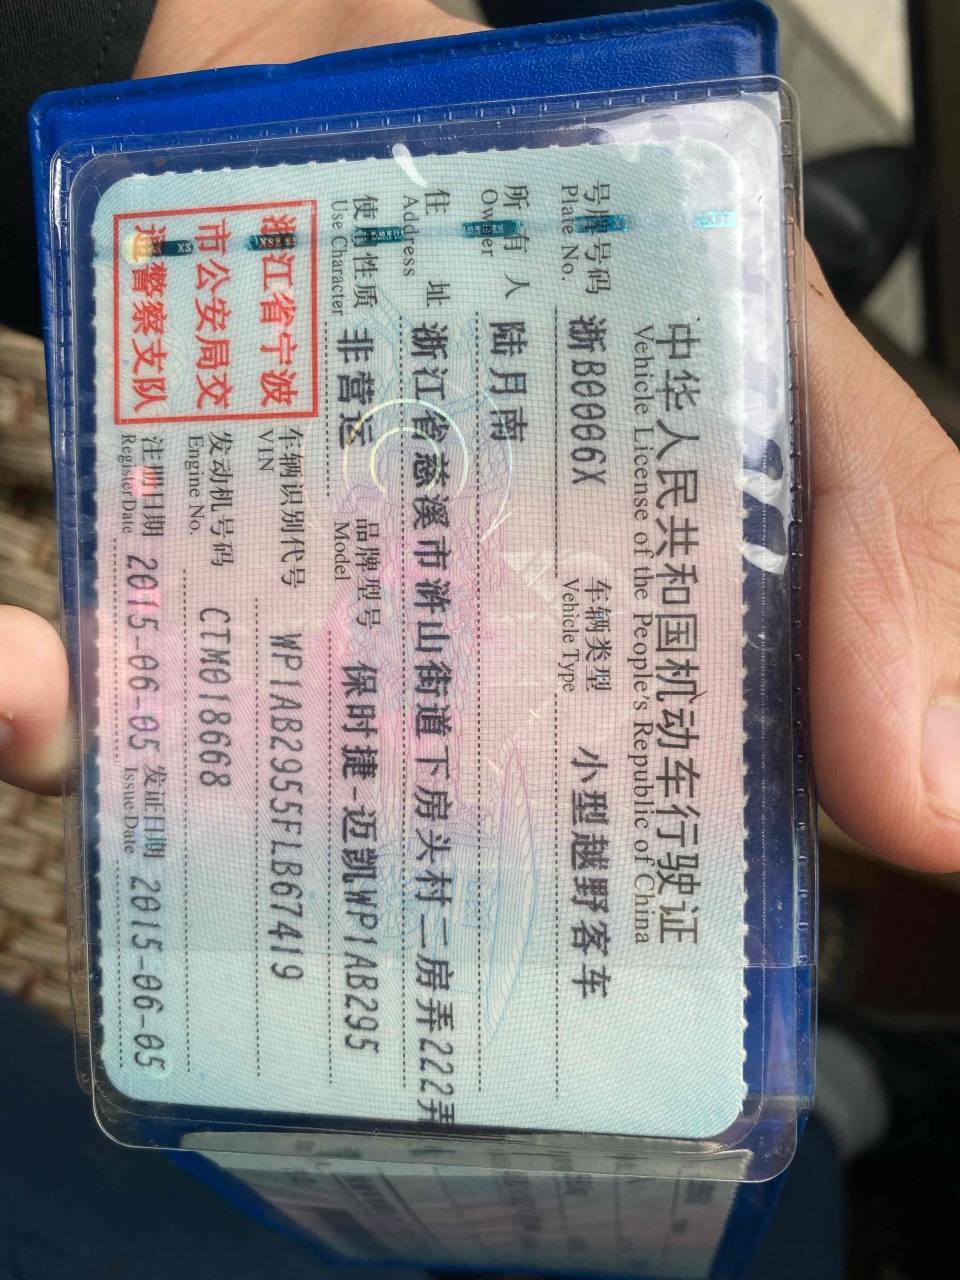 中华人民共和国机动车行驶证
Vehicle License of the People's Republic of China
号牌号码 浙B0006X 车辆类型 小型越野客车
Plate No. Vehicle Type
所有人 陆月南
Owner
住址 浙江省慈溪市浒山街道下房头村二房弄222弄
Address
使用性质 非营运 品牌型号 保时捷-迈凯WP1AB295
Use Character Model
浙江省宁波
市公安局交
通警察支队
车辆识别代号 WP1AB2955FLB67419
VIN
发动机号码 CTM018668
Engine No.
注册日期 2015-06-05 发证日期 2015-06-05
Register Date Issue Date